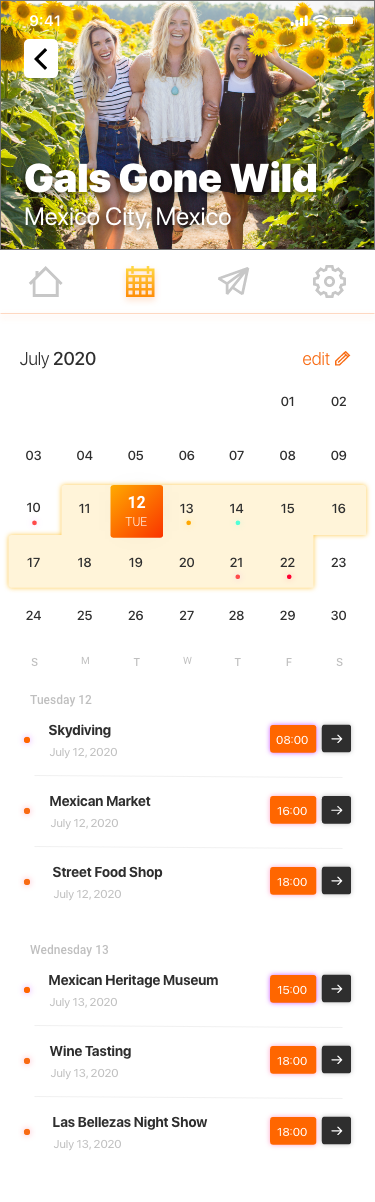 9:41
Gals Gone Wild
Mexico City, Mexico
July 2020 edit
01 02
03 04 05 06 07 08 09
10 11 12 13 14 15 16
TUE
17 18 19 20 21 22 23
24 25 26 27 28 29 30
S M T W T F S
Tuesday 12
Skydiving 08:00
July 12, 2020
Mexican Market 16:00
July 12, 2020
Street Food Shop 18:00
July 12, 2020
Wednesday 13
Mexican Heritage Museum 15:00
July 13, 2020
Wine Tasting 18:00
July 13, 2020
Las Bellezas Night Show 18:00
July 13, 2020